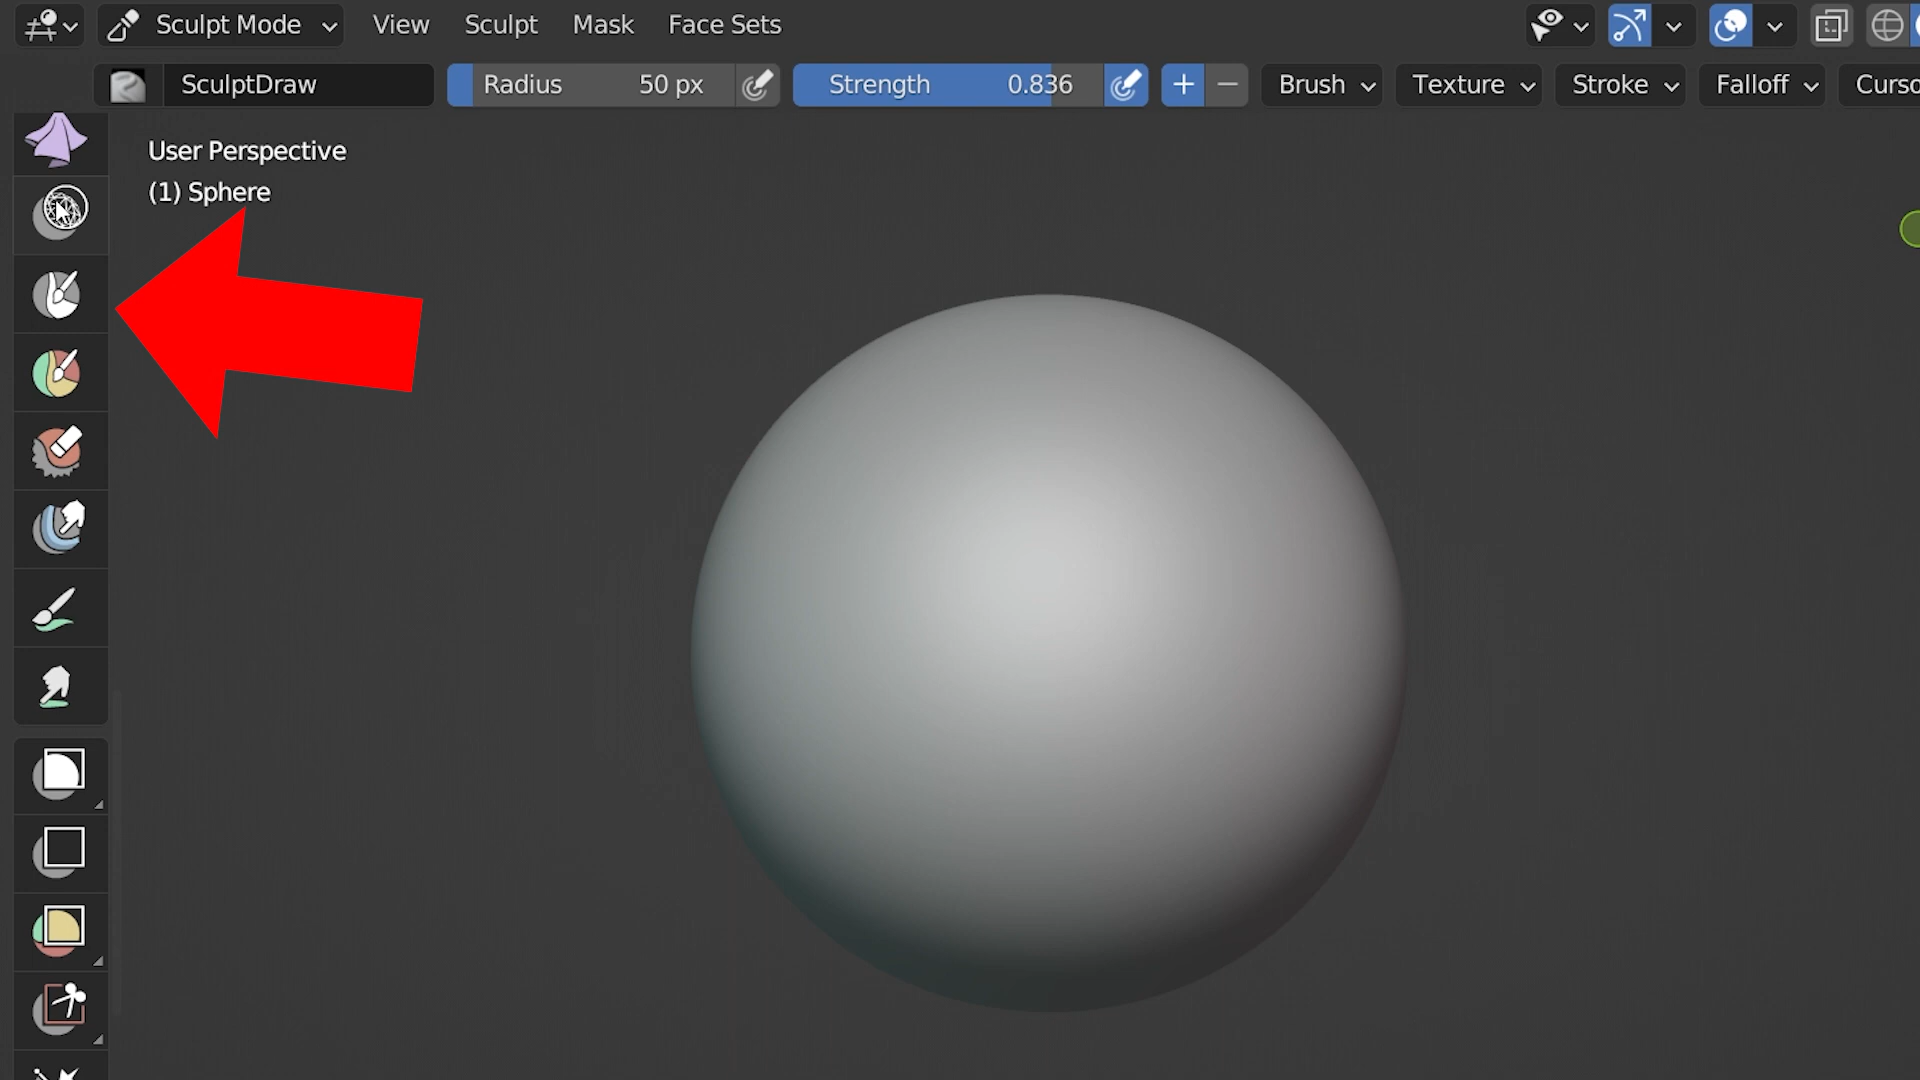 Sculpt Mode View Sculpt Mask Face Sets
SculptDraw Radius 50 px Strength 0.836 + − Brush Texture Stroke Falloff Curso
User Perspective
(1) Sphere